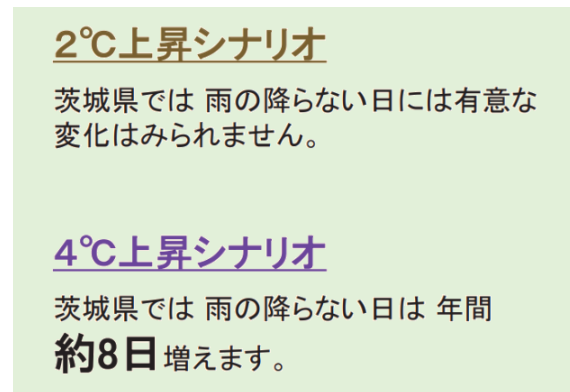 2℃上昇シナリオ
茨城県では 雨の降らない日には有意な
変化はみられません。
4℃上昇シナリオ
茨城県では 雨の降らない日は 年間
約8日増えます。